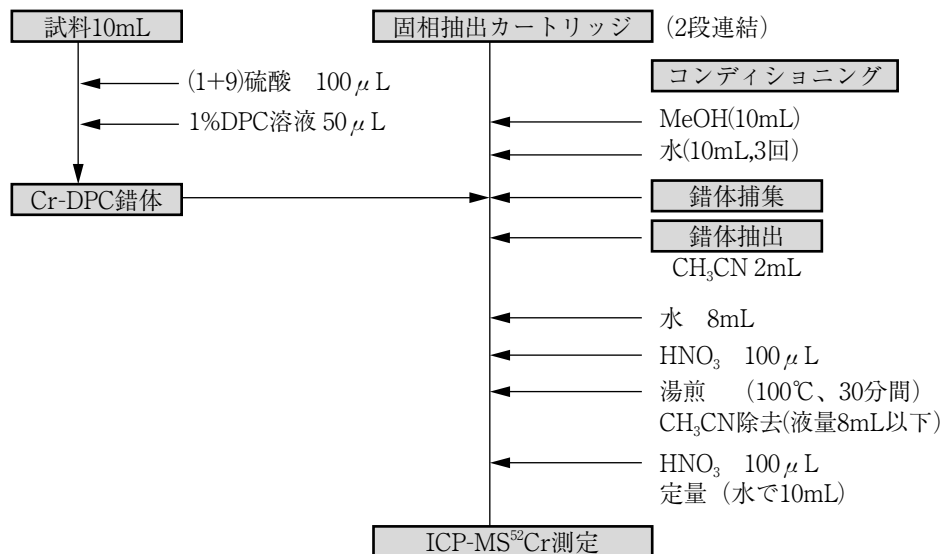 試料10mL
固相抽出カートリッジ (2段連結)
(1+9)硫酸 100μL
コンディショニング
1%DPC溶液 50μL
MeOH(10mL)
水(10mL,3回)
Cr-DPC錯体
錯体捕集
錯体抽出
CH₃CN 2mL
水 8mL
HNO₃ 100μL
湯煎 (100℃、30分間)
CH₃CN除去(液量8mL以下)
HNO₃ 100μL
定量 (水で10mL)
ICP-MS⁵²Cr測定